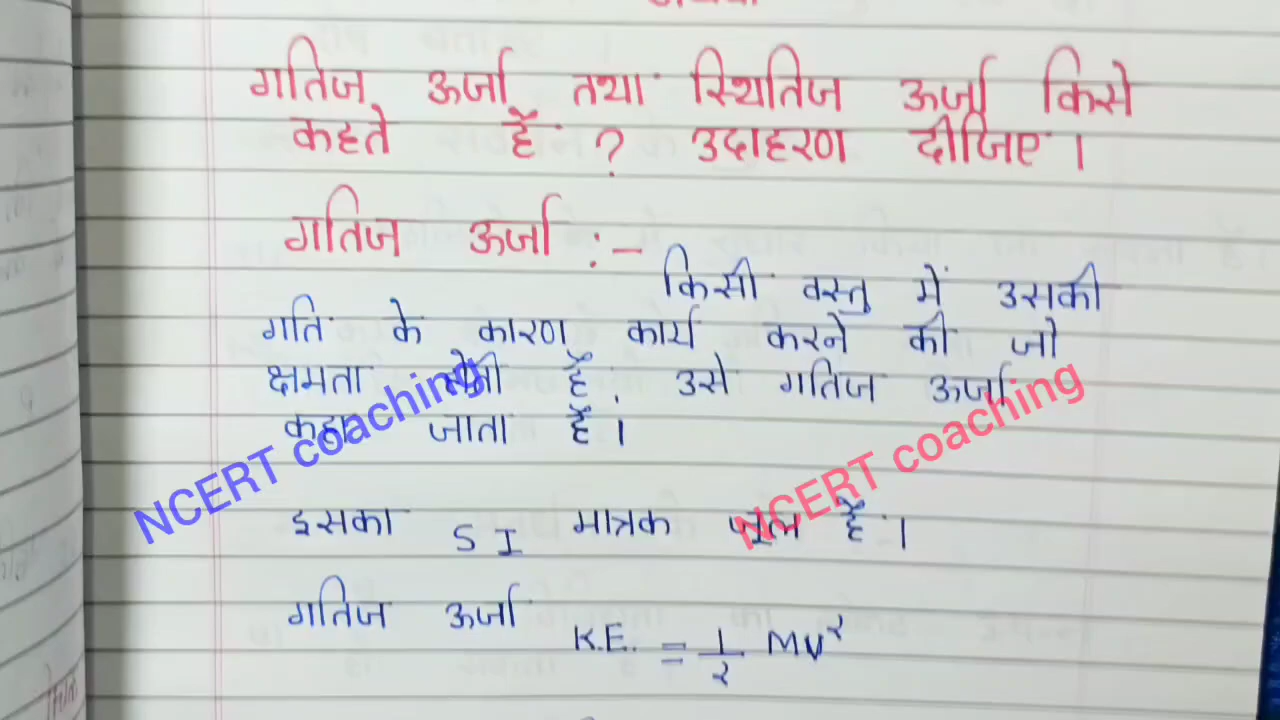 गतिज ऊर्जा तथा स्थितिज ऊर्जा किसे
कहते हैं ? उदाहरण दीजिए ।
गतिज ऊर्जा :-
किसी वस्तु में उसकी
गति के कारण कार्य करने की जो
क्षमता होती है, उसे गतिज ऊर्जा
कहा जाता है ।
NCERT coaching
NCERT coaching
इसका SI मात्रक जूल है ।
गतिज ऊर्जा K.E. = 1/2 MV²